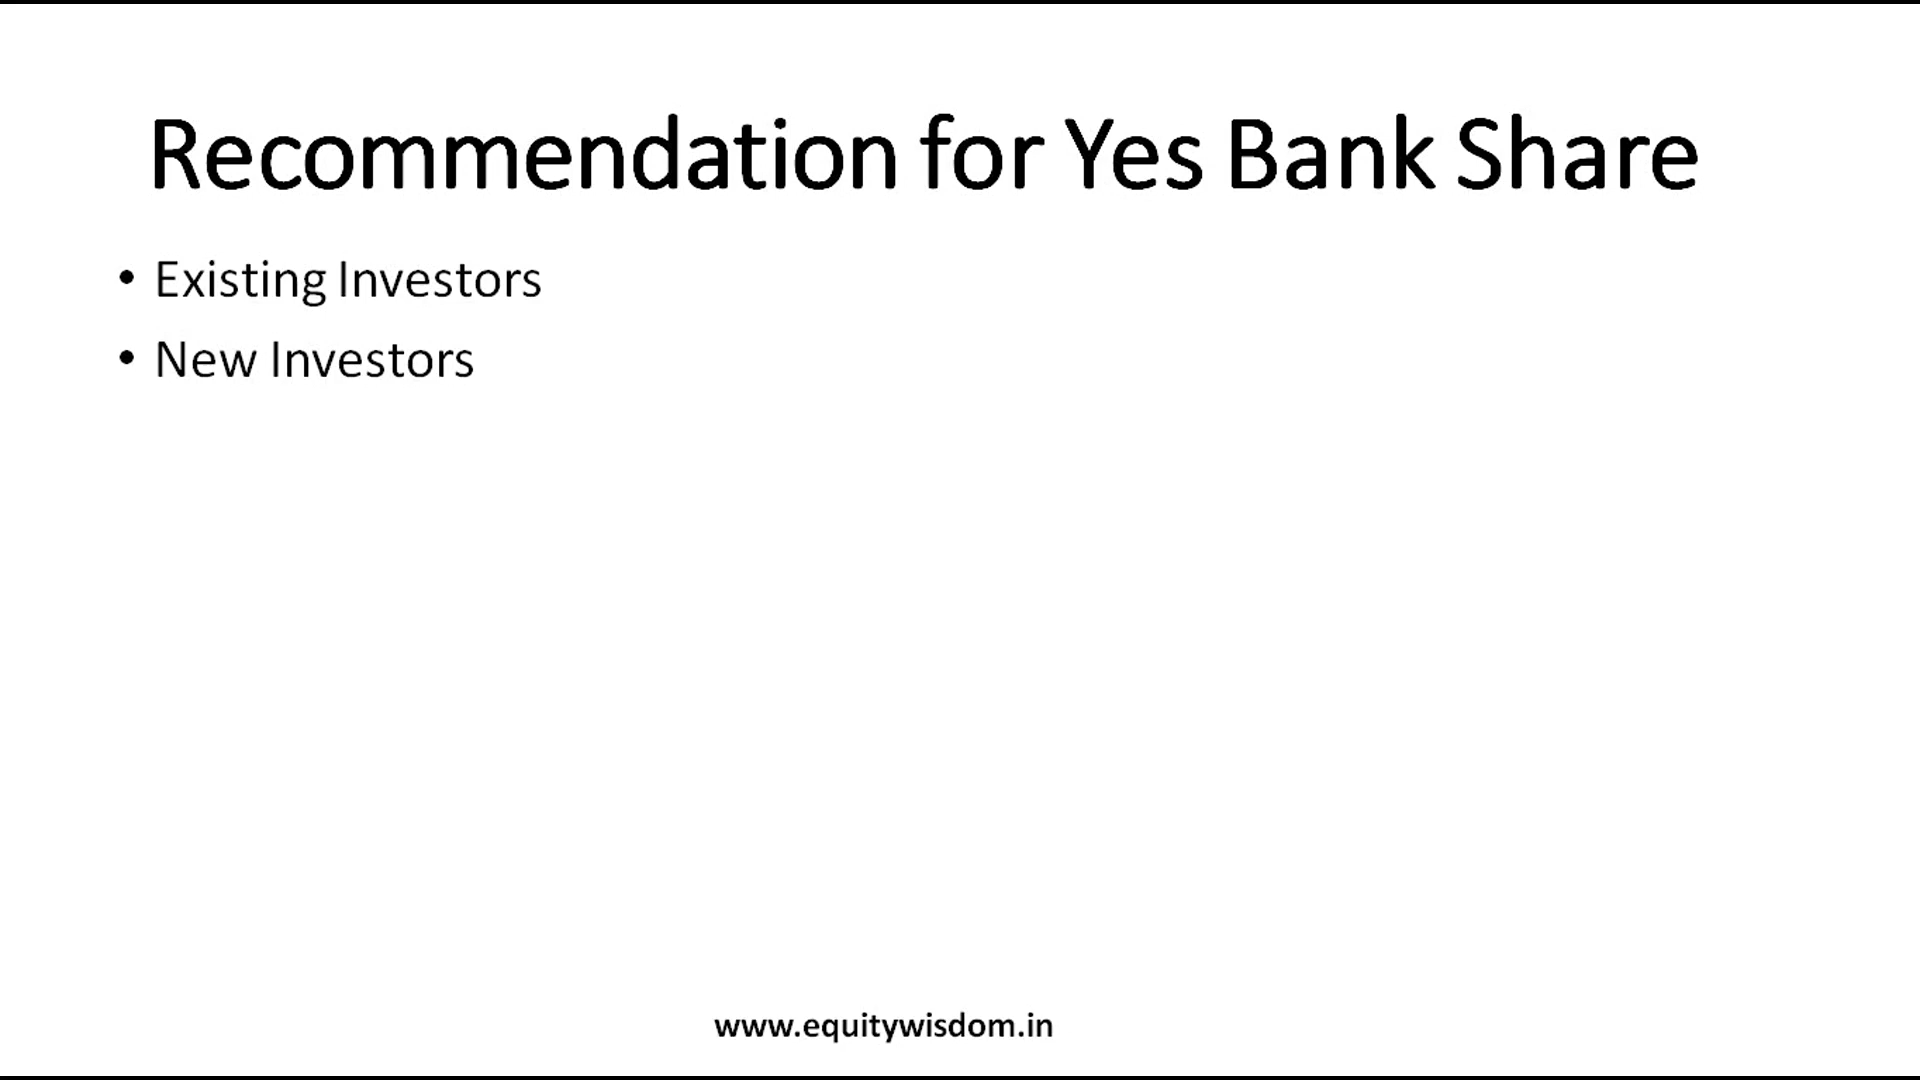 Recommendation for Yes Bank Share
• Existing Investors
• New Investors
www.equitywisdom.in